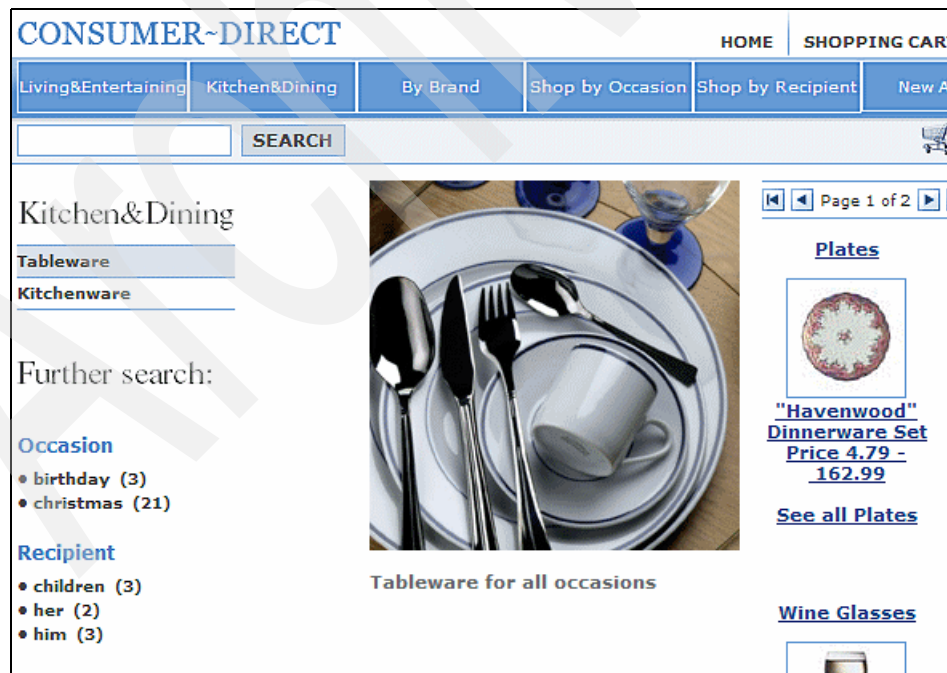 CONSUMER~DIRECT
HOME
SHOPPING CAR
Living&Entertaining
Kitchen&Dining
By Brand
Shop by Occasion
Shop by Recipient
New A
SEARCH
Kitchen&Dining
Tableware
Kitchenware
Further search:
Occasion
• birthday (3)
• christmas (21)
Recipient
• children (3)
• her (2)
• him (3)
Tableware for all occasions
Page 1 of 2
Plates
"Havenwood"
Dinnerware Set
Price 4.79 -
162.99
See all Plates
Wine Glasses